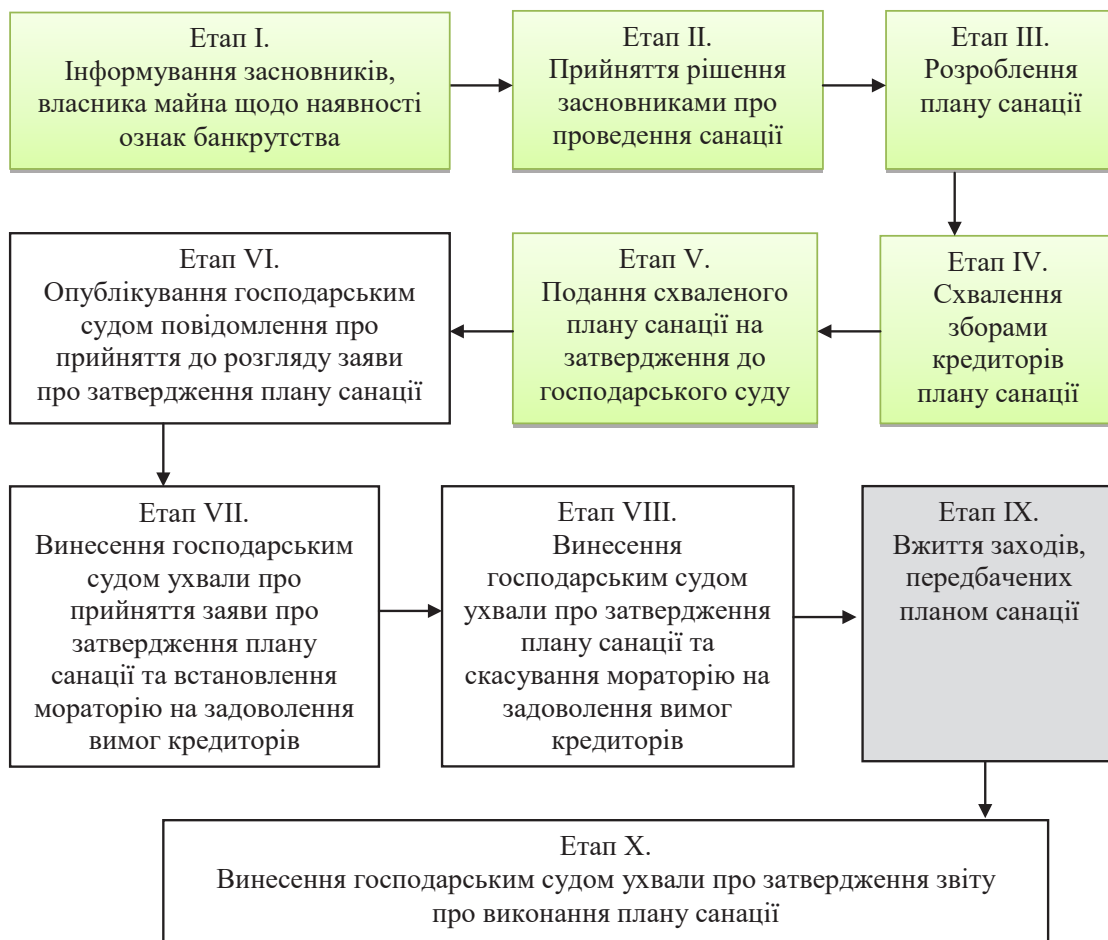 Етап I.
Інформування засновників,
власника майна щодо наявності
ознак банкрутства
Етап II.
Прийняття рішення
засновниками про
проведення санації
Етап III.
Розроблення
плану санації
Етап IV.
Схвалення
зборами
кредиторів
плану санації
Етап V.
Подання схваленого
плану санації на
затвердження до
господарського суду
Етап VI.
Опублікування господарським
судом повідомлення про
прийняття до розгляду заяви
про затвердження плану санації
Етап VII.
Винесення господарським
судом ухвали про
прийняття заяви про
затвердження плану
санації та встановлення
мораторію на задоволення
вимог кредиторів
Етап VIII.
Винесення
господарським судом
ухвали про затвердження
плану санації та
скасування мораторію на
задоволення вимог
кредиторів
Етап IX.
Вжиття заходів,
передбачених
планом санації
Етап X.
Винесення господарським судом ухвали про затвердження звіту
про виконання плану санації